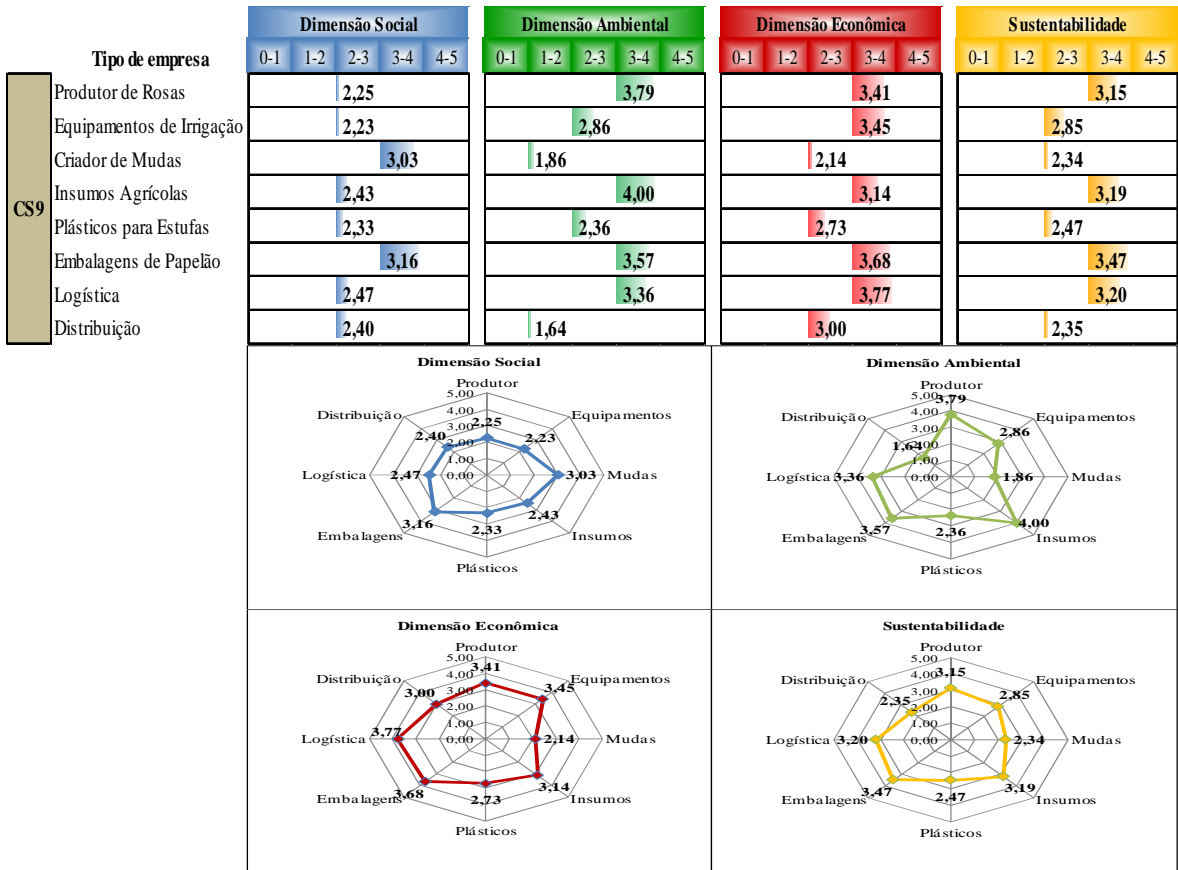 Dimensão Social Dimensão Ambiental Dimensão Econômica Sustentabilidade
Tipo de empresa 0-1 1-2 2-3 3-4 4-5 0-1 1-2 2-3 3-4 4-5 0-1 1-2 2-3 3-4 4-5 0-1 1-2 2-3 3-4 4-5
CS9
Produtor de Rosas 2,25 3,79 3,41 3,15
Equipamentos de Irrigação 2,23 2,86 3,45 2,85
Criador de Mudas 3,03 1,86 2,14 2,34
Insumos Agrícolas 2,43 4,00 3,14 3,19
Plásticos para Estufas 2,33 2,36 2,73 2,47
Embalagens de Papelão 3,16 3,57 3,68 3,47
Logística 2,47 3,36 3,77 3,20
Distribuição 2,40 1,64 3,00 2,35
Dimensão Social
Produtor
5,00
4,00
3,00
2,00
1,00
0,00
Distribuição
Equipamentos
2,25
2,40
2,23
Logística
2,47
3,03
Mudas
3,16
2,43
Embalagens
2,33
Insumos
Plásticos
Dimensão Ambiental
Produtor
5,00
4,00
3,00
2,00
1,00
0,00
3,79
Distribuição
Equipamentos
2,86
1,64
Logística
3,36
1,86
Mudas
3,57
4,00
Embalagens
2,36
Insumos
Plásticos
Dimensão Econômica
Produtor
5,00
4,00
3,00
2,00
1,00
0,00
3,41
Distribuição
Equipamentos
3,00
3,45
3,77
Logística
2,14
Mudas
3,68
3,14
Embalagens
2,73
Insumos
Plásticos
Sustentabilidade
Produtor
5,00
4,00
3,00
2,00
1,00
0,00
3,15
Distribuição
Equipamentos
2,35
2,85
Logística
3,20
2,34
Mudas
3,47
3,19
Embalagens
2,47
Insumos
Plásticos